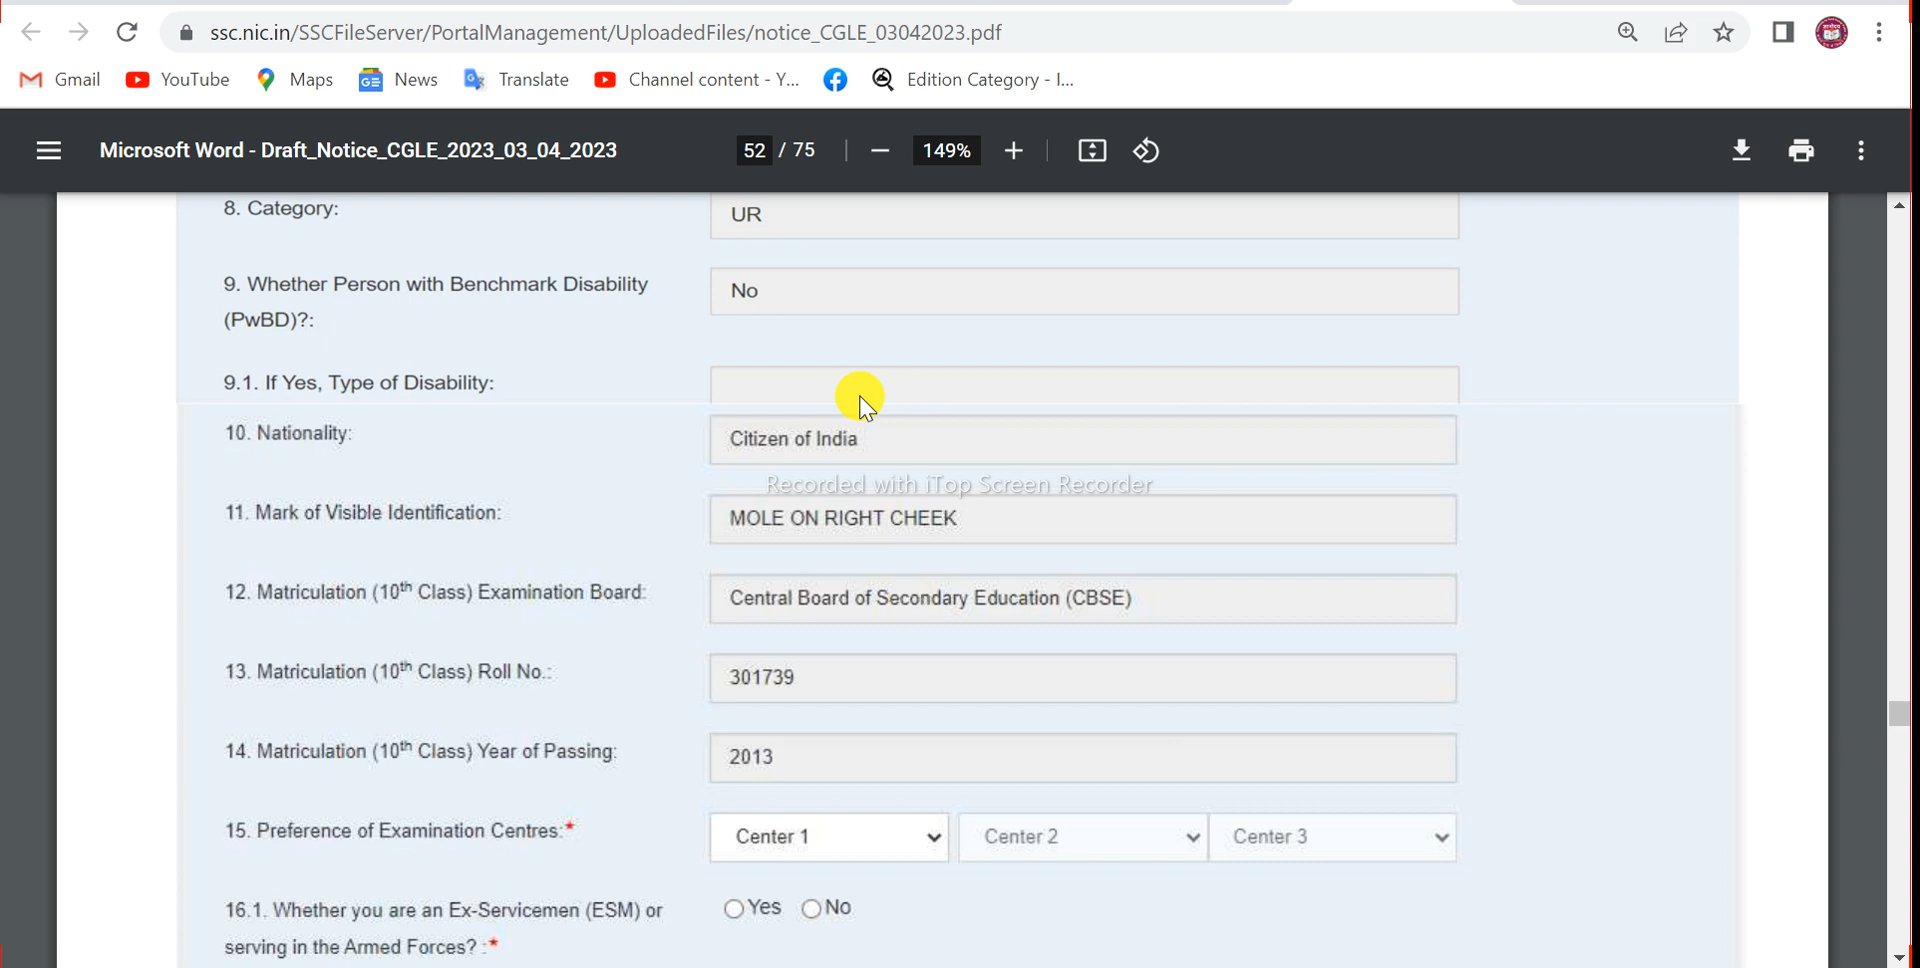 ssc.nic.in/SSCFileServer/PortalManagement/UploadedFiles/notice_CGLE_03042023.pdf
Gmail YouTube Maps News Translate Channel content - Y... Edition Category - I...
Microsoft Word - Draft_Notice_CGLE_2023_03_04_2023 52 / 75 149%
8. Category: UR
9. Whether Person with Benchmark Disability No
(PwBD)?:
9.1. If Yes, Type of Disability:
10. Nationality: Citizen of India
Recorded with iTop Screen Recorder
11. Mark of Visible Identification: MOLE ON RIGHT CHEEK
12. Matriculation (10th Class) Examination Board: Central Board of Secondary Education (CBSE)
13. Matriculation (10th Class) Roll No.: 301739
14. Matriculation (10th Class) Year of Passing: 2013
15. Preference of Examination Centres:* Center 1 Center 2 Center 3
16.1. Whether you are an Ex-Servicemen (ESM) or Yes No
serving in the Armed Forces? :*